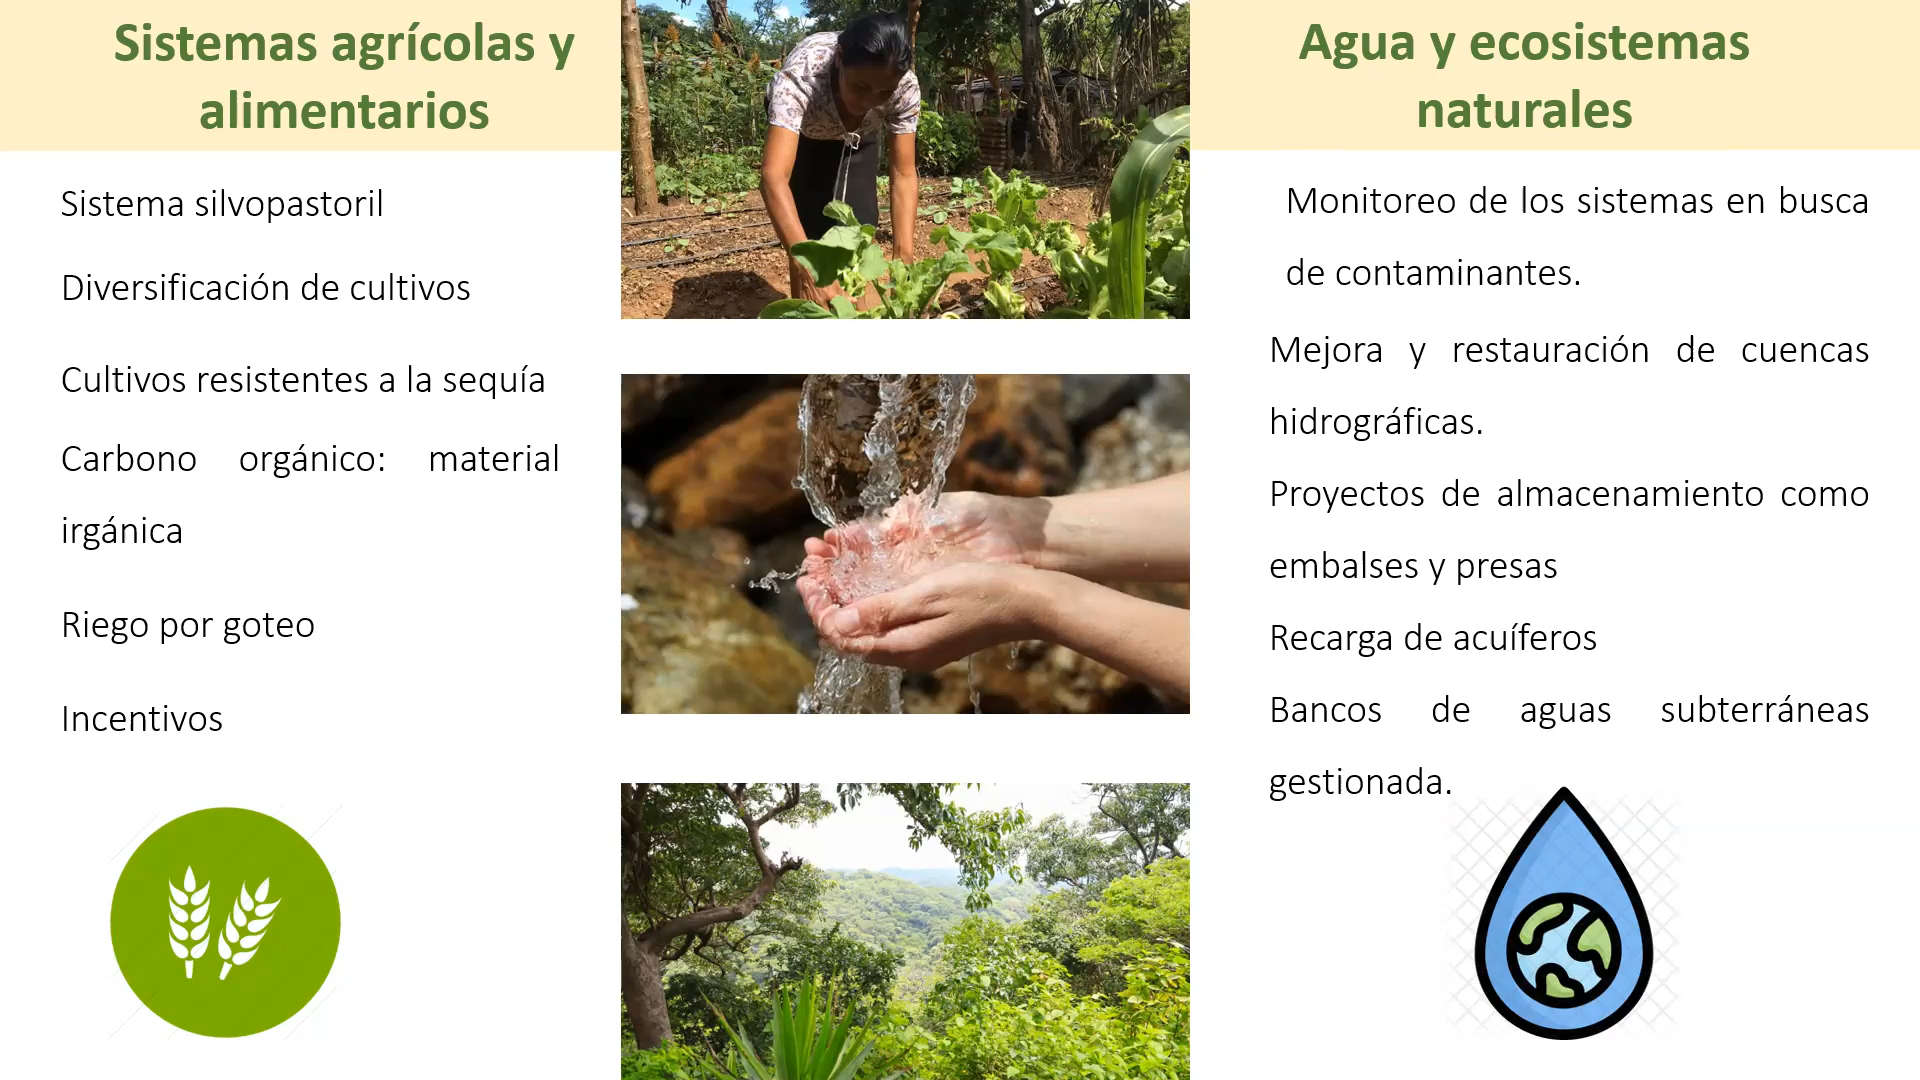 Sistemas agrícolas y
alimentarios
Sistema silvopastoril
Diversificación de cultivos
Cultivos resistentes a la sequía
Carbono orgánico: material
irgánica
Riego por goteo
Incentivos
Agua y ecosistemas
naturales
Monitoreo de los sistemas en busca
de contaminantes.
Mejora y restauración de cuencas
hidrográficas.
Proyectos de almacenamiento como
embalses y presas
Recarga de acuíferos
Bancos de aguas subterráneas
gestionada.